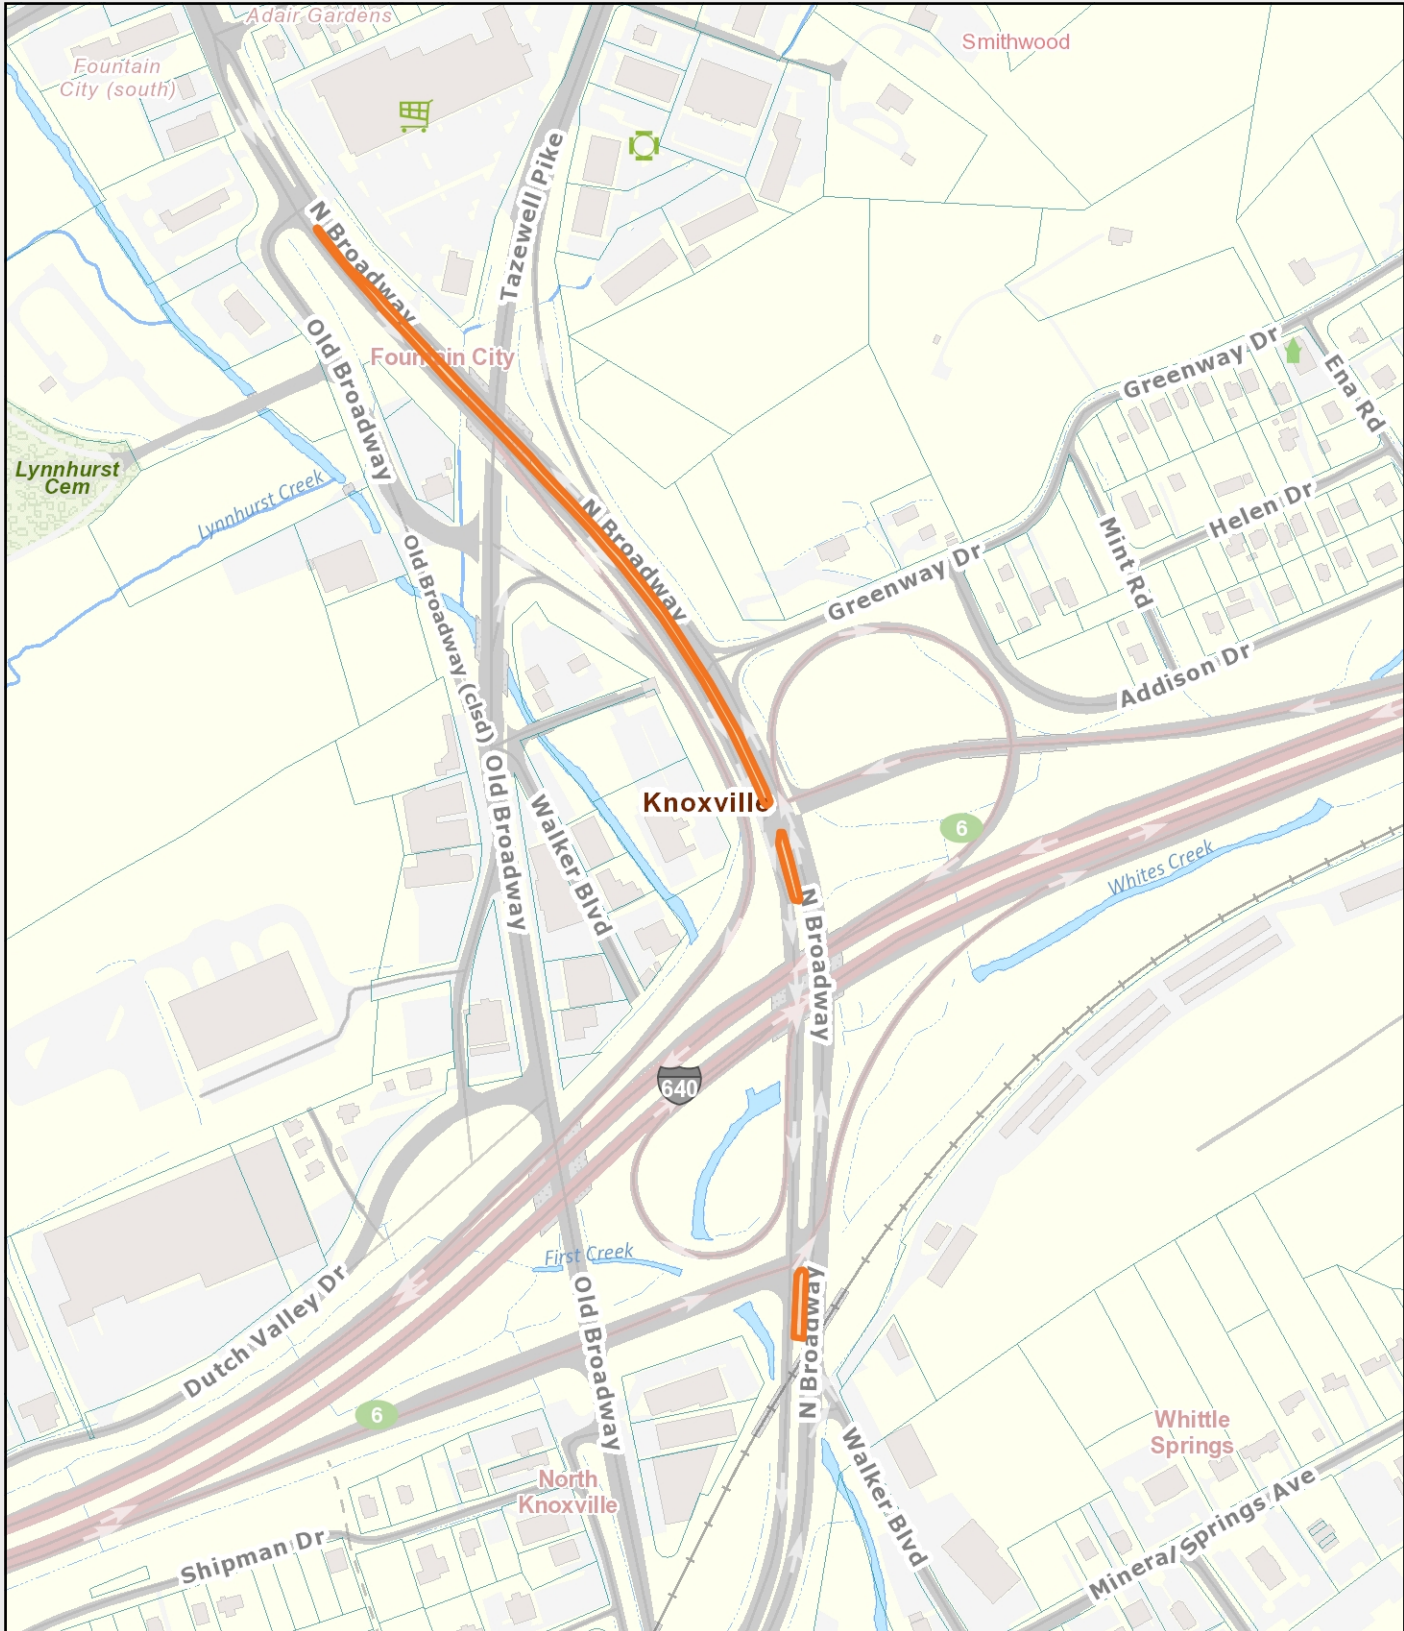 Adair Gardens
Smithwood
Fountain
City (south)
Tazewell Pike
N Broadway
Old Broadway
Fountain City
Greenway Dr
Ena Rd
Lynnhurst
Cem
Lynnhurst Creek
N Broadway
Helen Dr
Mint Rd
Old Broadway (clsd)
Greenway Dr
Addison Dr
Old Broadway
Walker Blvd
Knoxville
6
Whites Creek
N Broadway
640
First Creek
Dutch Valley Dr
Old Broadway
N Broadway
6
Whittle
Springs
Walker Blvd
North
Knoxville
Shipman Dr
Mineral Springs Ave